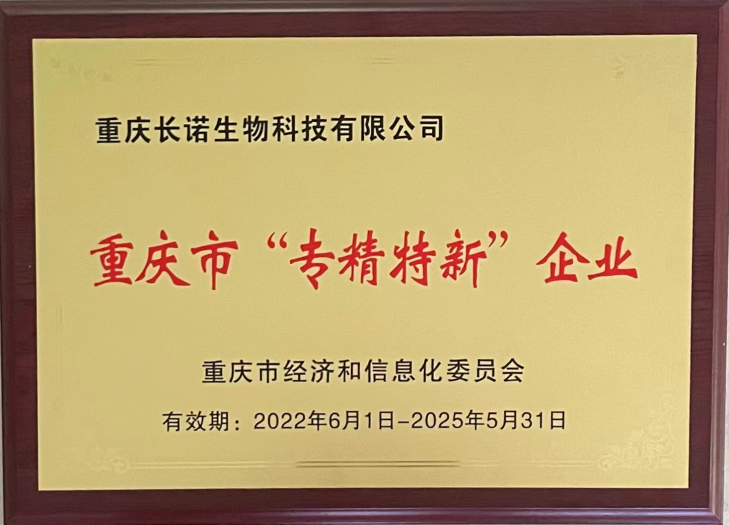 重庆长诺生物科技有限公司
重庆市“专精特新”企业
重庆市经济和信息化委员会
有效期：2022年6月1日-2025年5月31日